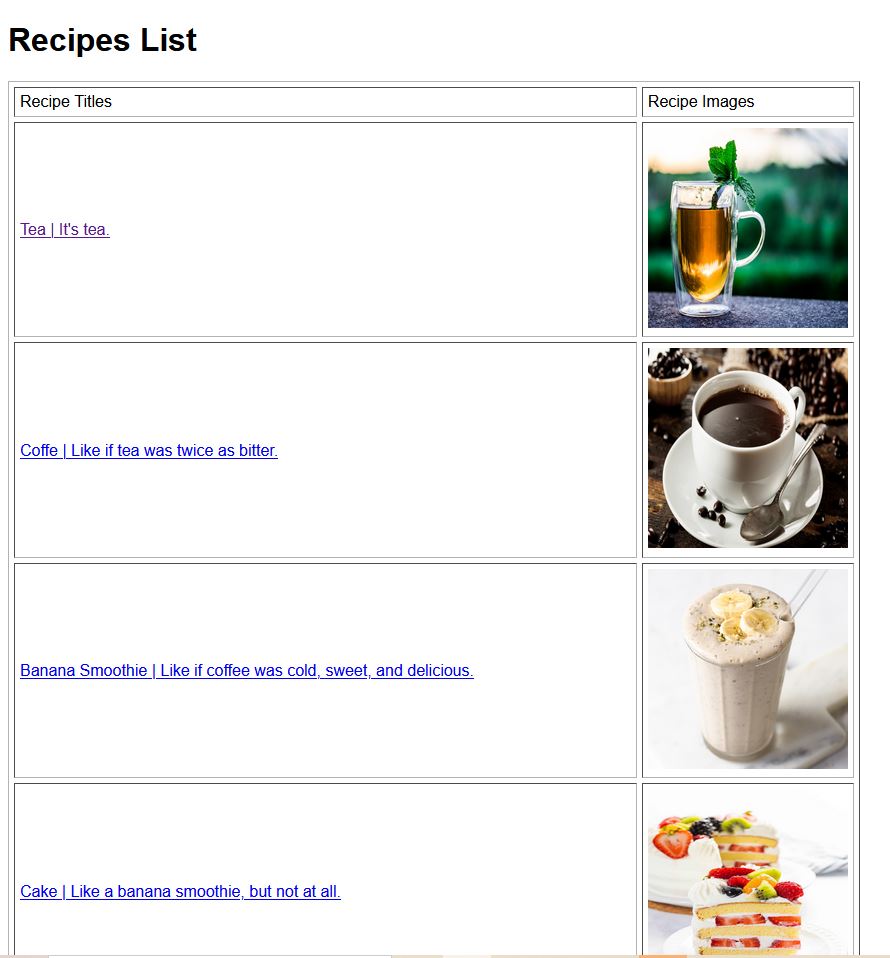 Recipes List
Recipe Titles
Recipe Images
Tea | It's tea.
Coffe | Like if tea was twice as bitter.
Banana Smoothie | Like if coffee was cold, sweet, and delicious.
Cake | Like a banana smoothie, but not at all.